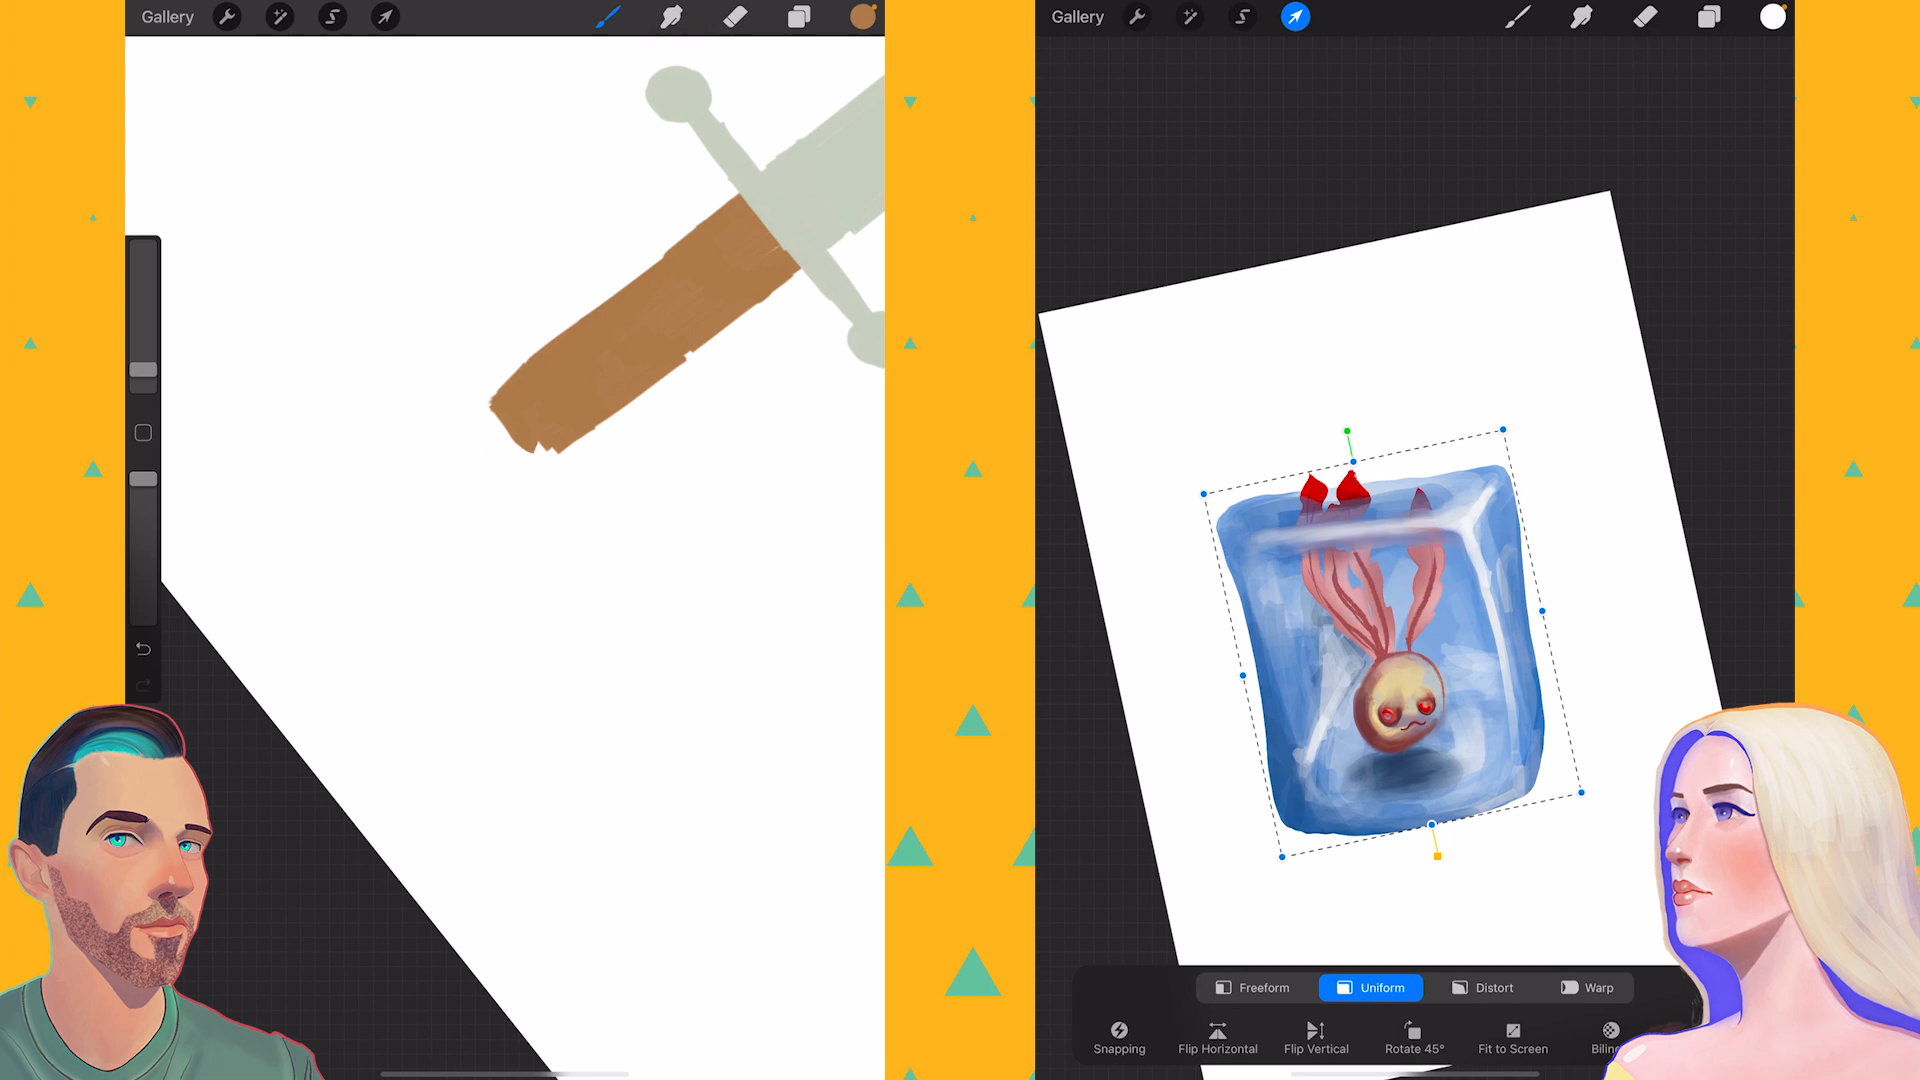 Gallery
Gallery
Freeform
Uniform
Distort
Warp
Snapping
Flip Horizontal
Flip Vertical
Rotate 45°
Fit to Screen